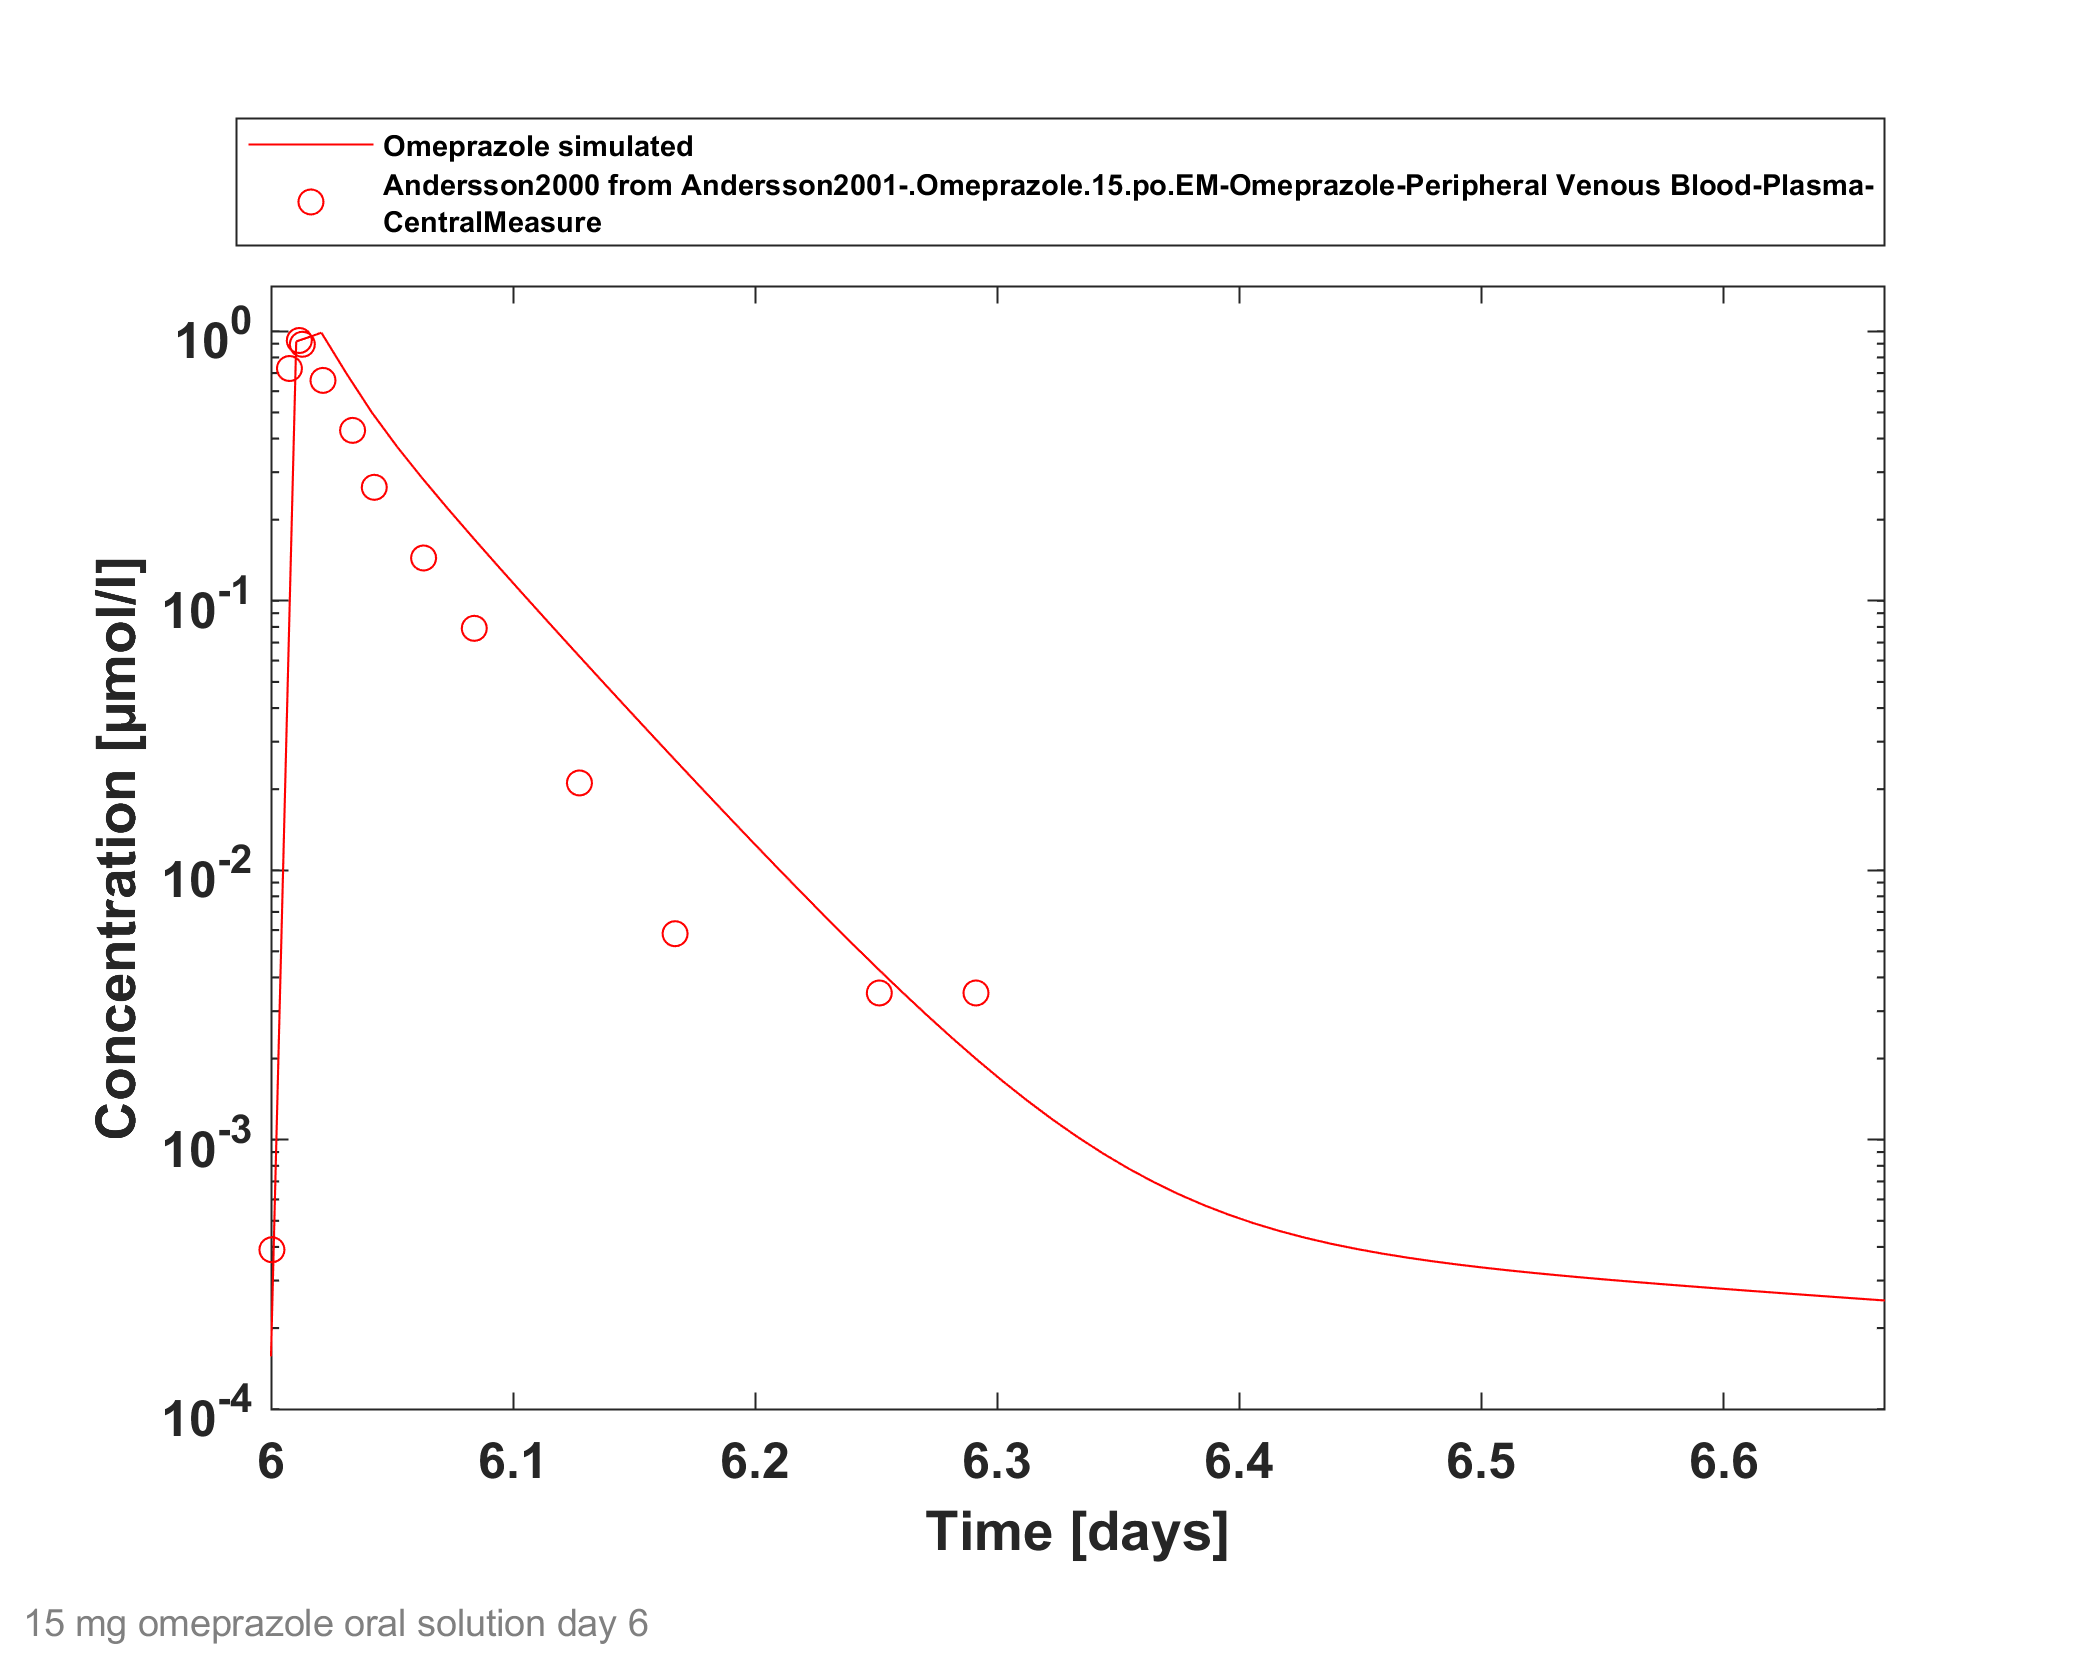 Omeprazole simulated
Andersson2000 from Andersson2001-.Omeprazole.15.po.EM-Omeprazole-Peripheral Venous Blood-Plasma-
CentralMeasure
10^0
10^-1
10^-2
10^-3
10^-4
Concentration [µmol/l]
6 6.1 6.2 6.3 6.4 6.5 6.6
Time [days]
15 mg omeprazole oral solution day 6